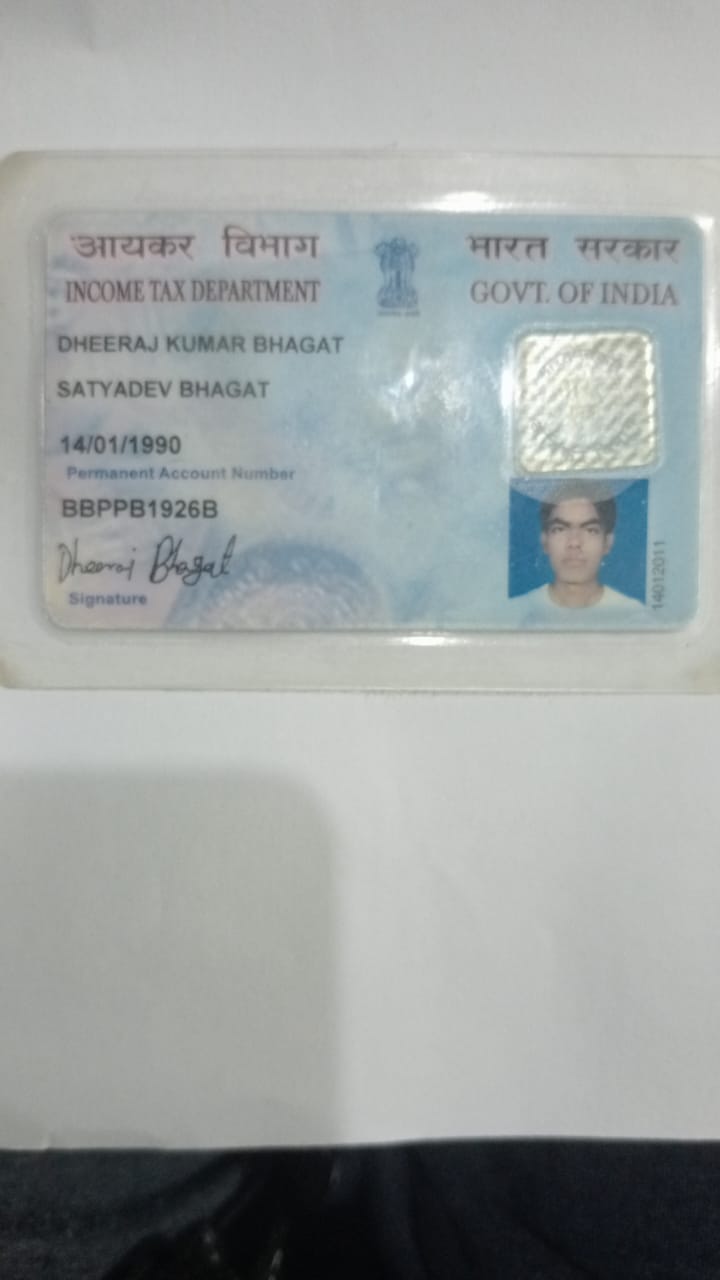 आयकर विभाग
भारत सरकार
INCOME TAX DEPARTMENT
GOVT. OF INDIA
DHEERAJ KUMAR BHAGAT
SATYADEV BHAGAT
14/01/1990
Permanent Account Number
BBPPB1926B
Dheeraj Bhagat
Signature
14012011